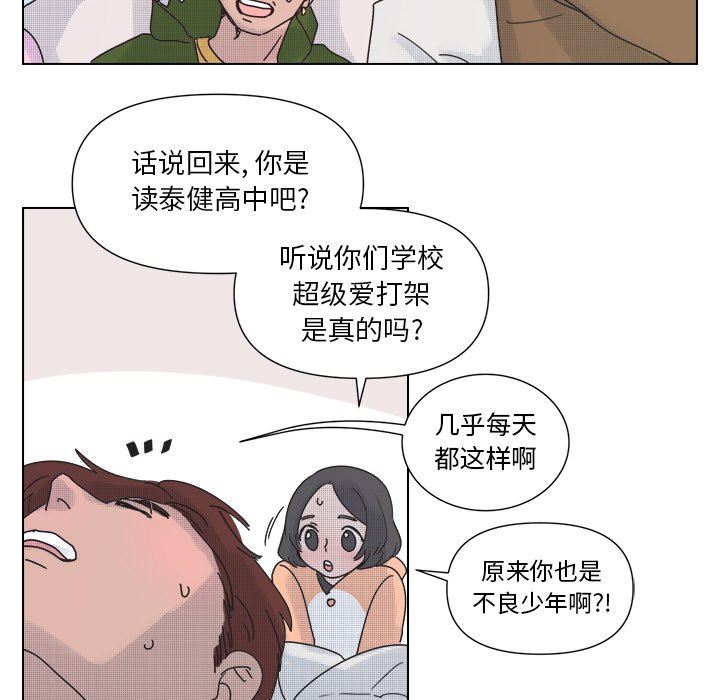 话说回来, 你是
读泰健高中吧?
听说你们学校
超级爱打架
是真的吗?
几乎每天
都这样啊
原来你也是
不良少年啊?!